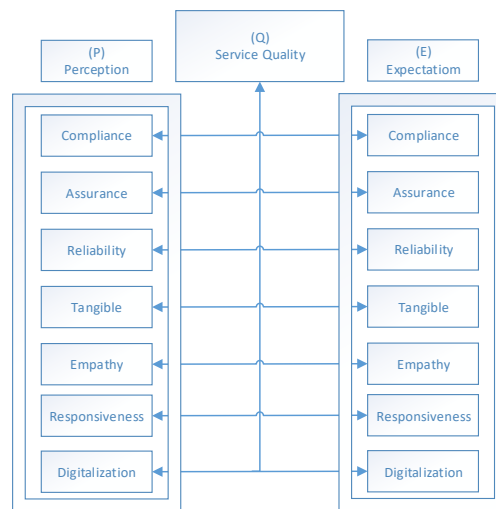 (P)
Perception
(Q)
Service Quality
(E)
Expectatiom
Compliance
Compliance
Assurance
Assurance
Reliability
Reliability
Tangible
Tangible
Empathy
Empathy
Responsiveness
Responsiveness
Digitalization
Digitalization